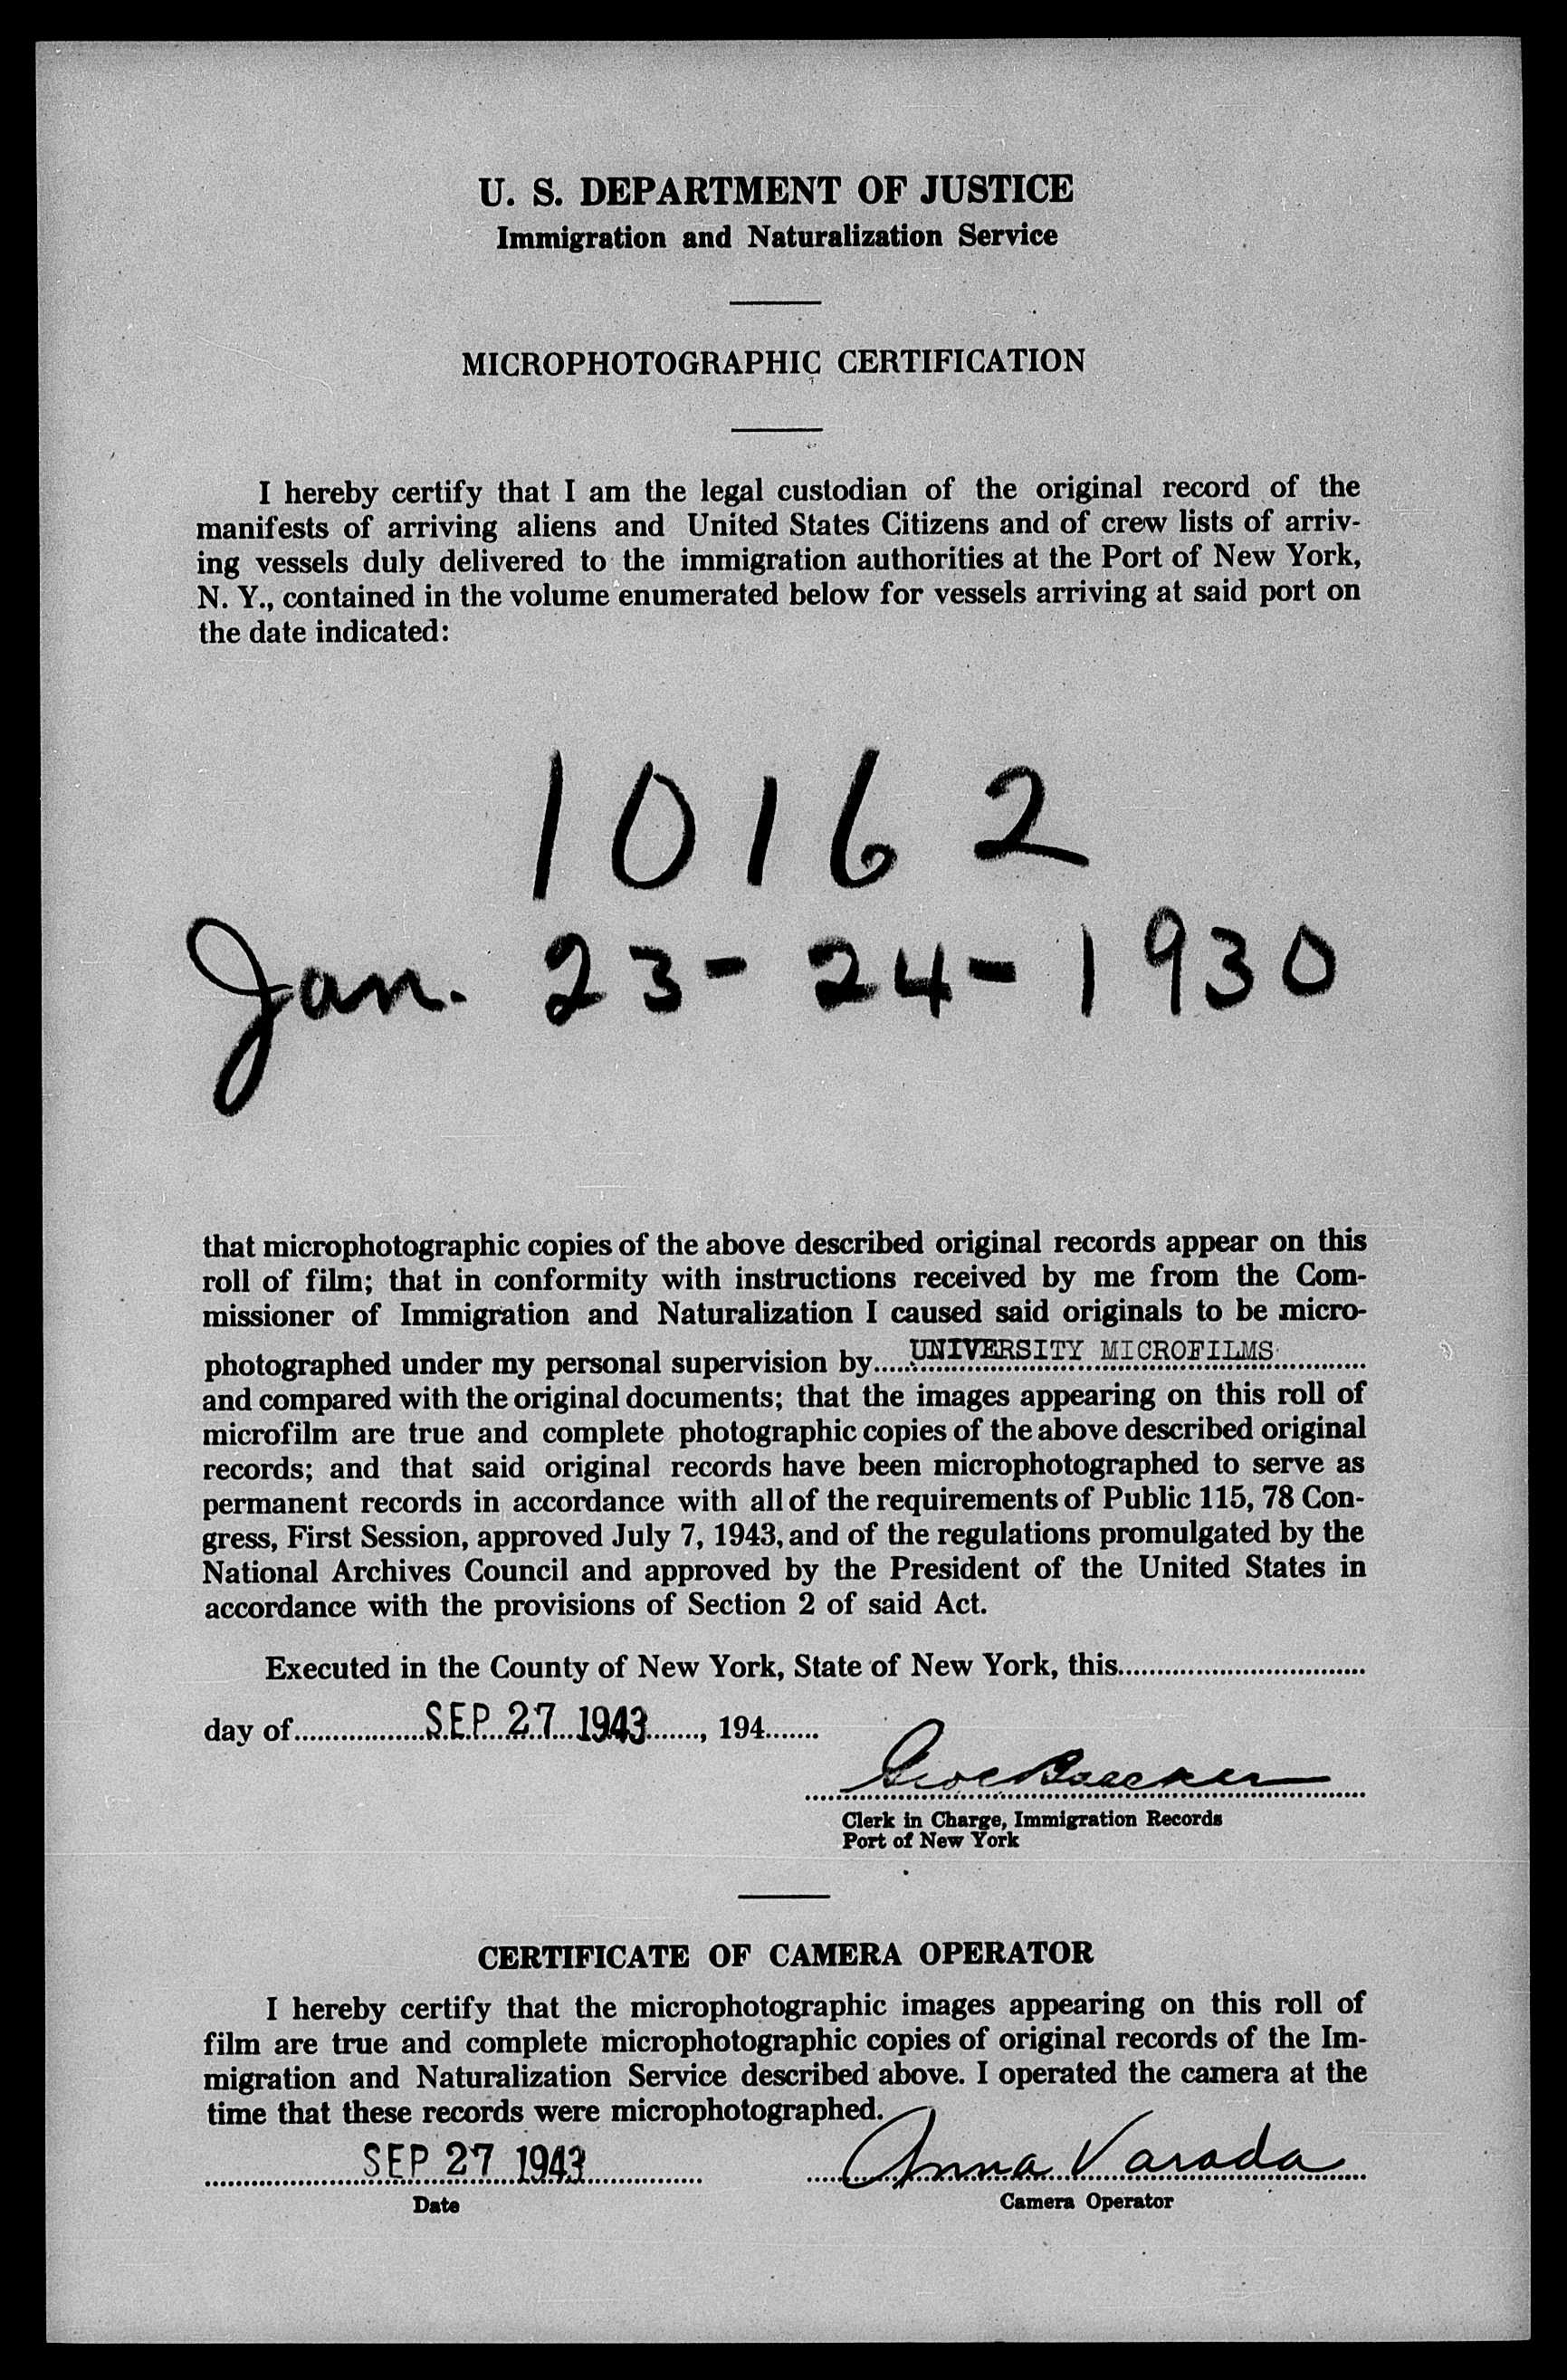 U. S. DEPARTMENT OF JUSTICE
Immigration and Naturalization Service
MICROPHOTOGRAPHIC CERTIFICATION
I hereby certify that I am the legal custodian of the original record of the
manifests of arriving aliens and United States Citizens and of crew lists of arriv-
ing vessels duly delivered to the immigration authorities at the Port of New York,
N. Y., contained in the volume enumerated below for vessels arriving at said port on
the date indicated:
10162
Jan. 23-24-1930
that microphotographic copies of the above described original records appear on this
roll of film; that in conformity with instructions received by me from the Com-
missioner of Immigration and Naturalization I caused said originals to be micro-
photographed under my personal supervision by UNIVERSITY MICROFILMS
and compared with the original documents; that the images appearing on this roll of
microfilm are true and complete photographic copies of the above described original
records; and that said original records have been microphotographed to serve as
permanent records in accordance with all of the requirements of Public 115, 78 Con-
gress, First Session, approved July 7, 1943, and of the regulations promulgated by the
National Archives Council and approved by the President of the United States in
accordance with the provisions of Section 2 of said Act.
Executed in the County of New York, State of New York, this
day of SEP 27 1943, 194
Clerk in Charge, Immigration Records
Port of New York
CERTIFICATE OF CAMERA OPERATOR
I hereby certify that the microphotographic images appearing on this roll of
film are true and complete microphotographic copies of original records of the Im-
migration and Naturalization Service described above. I operated the camera at the
time that these records were microphotographed.
SEP 27 1943 Anna Varada
Date Camera Operator